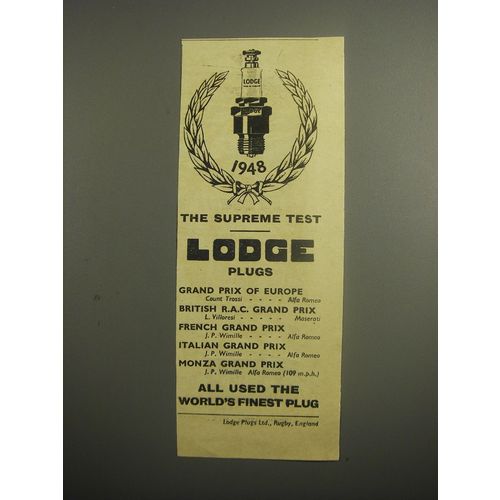 LODGE
1948
THE SUPREME TEST
LODGE
PLUGS
GRAND PRIX OF EUROPE
Count Trossi - - - - Alfa Romeo
BRITISH R.A.C. GRAND PRIX
L. Villoresi - - - - - Maserati
FRENCH GRAND PRIX
J. P. Wimille - - - - Alfa Romeo
ITALIAN GRAND PRIX
J. P. Wimille - - - - Alfa Romeo
MONZA GRAND PRIX
J. P. Wimille Alfa Romeo (109 m.p.h.)
ALL USED THE
WORLD'S FINEST PLUG
Lodge Plugs Ltd., Rugby, England